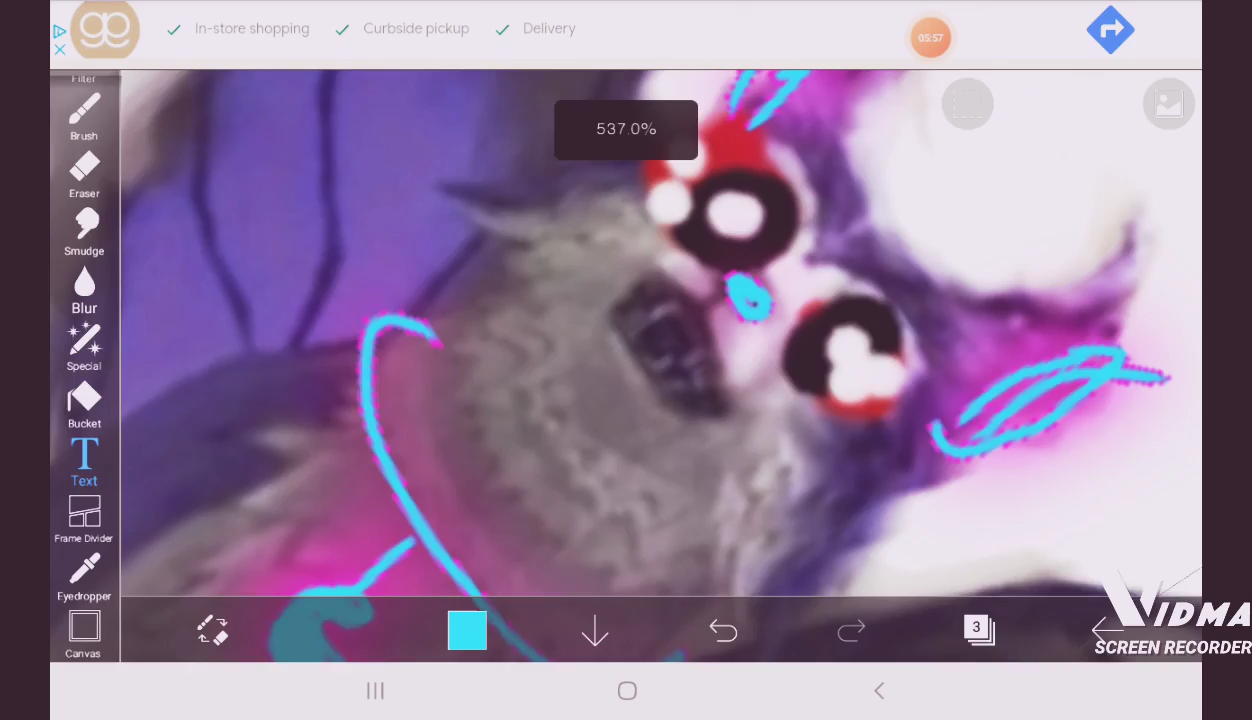 ge
In-store shopping
Curbside pickup
Delivery
05:57
Filter
537.0%
Brush
Eraser
Smudge
Blur
Special
Bucket
T
Text
Frame Divider
Eyedropper
Canvas
3
VIDMA
SCREEN RECORDER